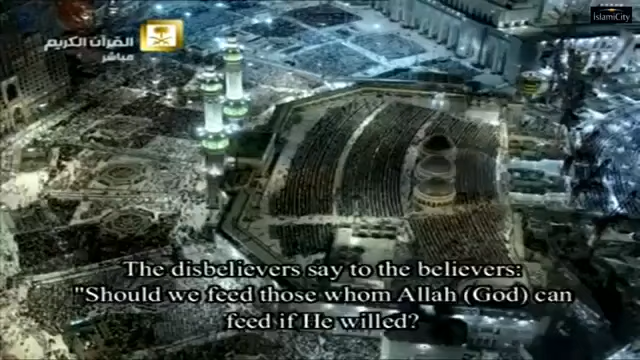 القرآن الكريم
مباشر
IslamiCity
The disbelievers say to the believers:
"Should we feed those whom Allah (God) can
feed if He willed?